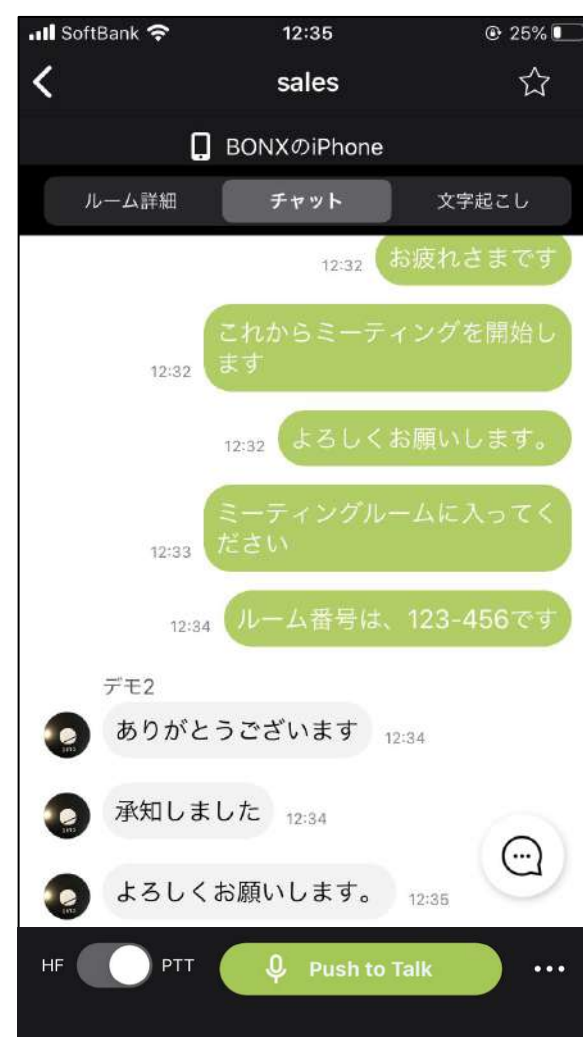 SoftBank 12:35 25%
sales
BONXのiPhone
ルーム詳細 チャット 文字起こし
12:32 お疲れさまです
これからミーティングを開始し
12:32 ます
12:32 よろしくお願いします。
ミーティングルームに入ってく
12:33 ださい
12:34 ルーム番号は、123-456です
デモ2
ありがとうございます 12:34
承知しました 12:34
よろしくお願いします。 12:35
HF PTT Push to Talk